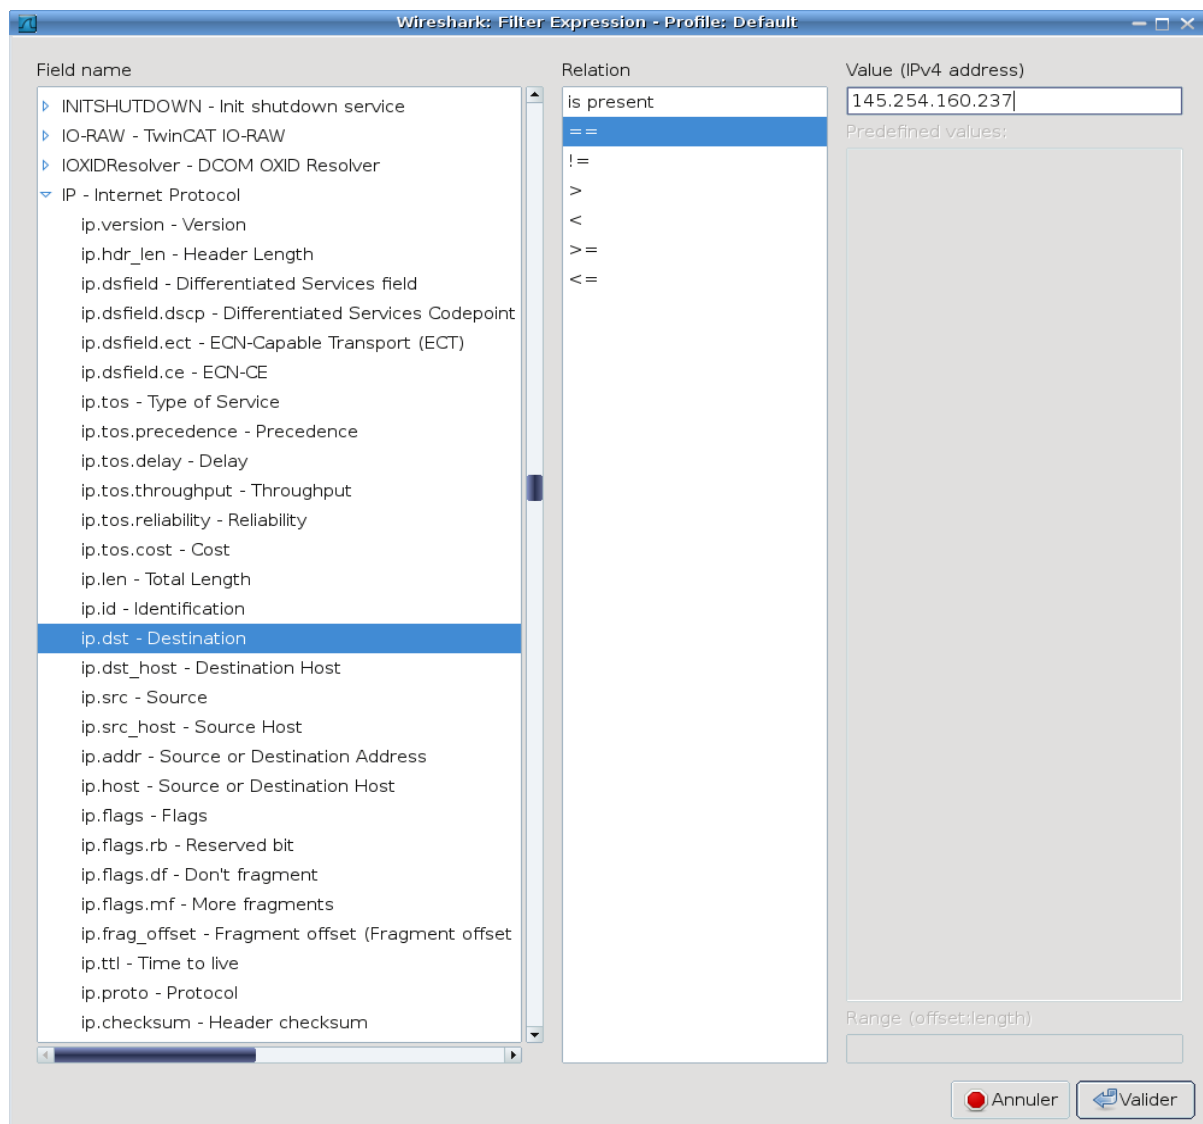 Wireshark: Filter Expression - Profile: Default
Field name
INITSHUTDOWN - Init shutdown service
IO-RAW - TwinCAT IO-RAW
IOXIDResolver - DCOM OXID Resolver
IP - Internet Protocol
ip.version - Version
ip.hdr_len - Header Length
ip.dsfield - Differentiated Services field
ip.dsfield.dscp - Differentiated Services Codepoint
ip.dsfield.ect - ECN-Capable Transport (ECT)
ip.dsfield.ce - ECN-CE
ip.tos - Type of Service
ip.tos.precedence - Precedence
ip.tos.delay - Delay
ip.tos.throughput - Throughput
ip.tos.reliability - Reliability
ip.tos.cost - Cost
ip.len - Total Length
ip.id - Identification
ip.dst - Destination
ip.dst_host - Destination Host
ip.src - Source
ip.src_host - Source Host
ip.addr - Source or Destination Address
ip.host - Source or Destination Host
ip.flags - Flags
ip.flags.rb - Reserved bit
ip.flags.df - Don't fragment
ip.flags.mf - More fragments
ip.frag_offset - Fragment offset (Fragment offset
ip.ttl - Time to live
ip.proto - Protocol
ip.checksum - Header checksum
Relation
is present
==
!=
>
<
>=
<=
Value (IPv4 address)
145.254.160.237
Predefined values:
Range (offset:length)
Annuler
Valider